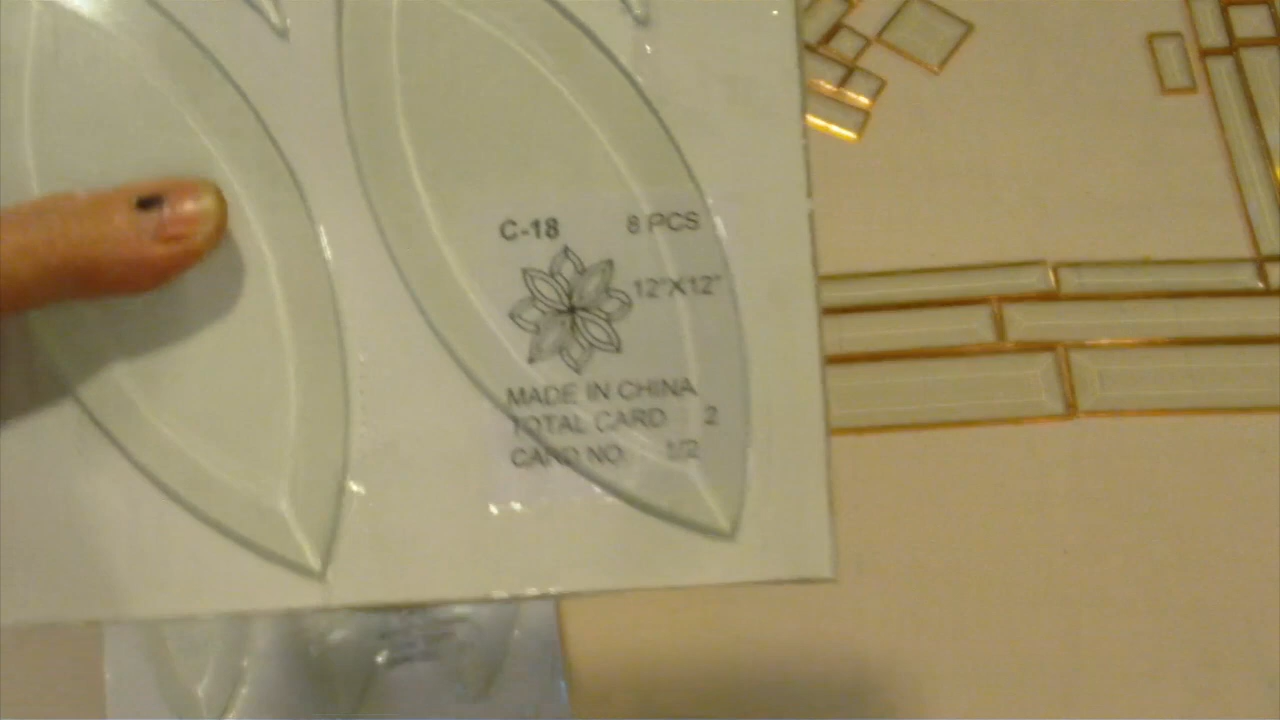 C-18 8 PCS
12"X12"
MADE IN CHINA
TOTAL CARD 2
CARD NO 1/2